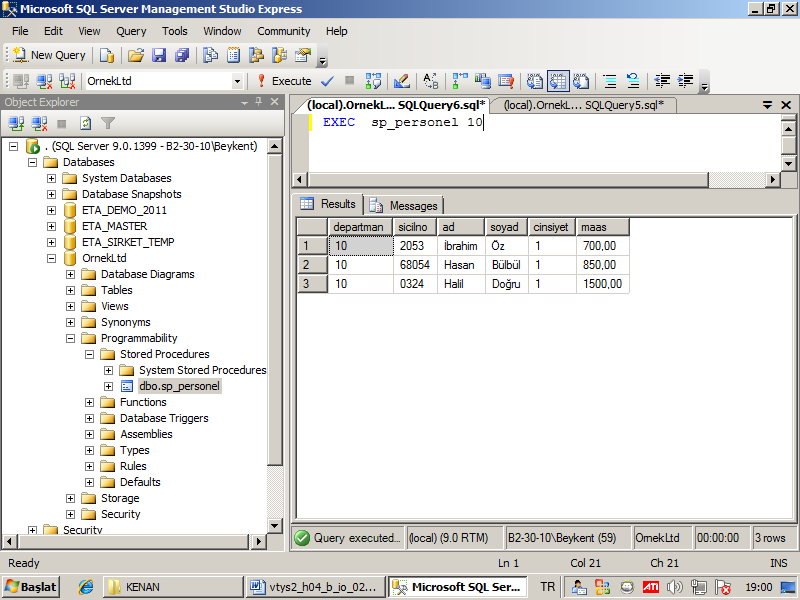 Microsoft SQL Server Management Studio Express
File Edit View Query Tools Window Community Help
New Query
OrnekLtd Execute
Object Explorer
(local).OrnekL... SQLQuery6.sql* (local).OrnekL... SQLQuery5.sql*
EXEC sp_personel 10
. (SQL Server 9.0.1399 - B2-30-10\Beykent)
Databases
System Databases
Database Snapshots
ETA_DEMO_2011
ETA_MASTER
ETA_SIRKET_TEMP
OrnekLtd
Database Diagrams
Tables
Views
Synonyms
Programmability
Stored Procedures
System Stored Procedures
dbo.sp_personel
Functions
Database Triggers
Assemblies
Types
Rules
Defaults
Storage
Security
Security
Results Messages
departman sicilno ad soyad cinsiyet maas
1 10 2053 İbrahim Öz 1 700,00
2 10 68054 Hasan Bülbül 1 850,00
3 10 0324 Halil Doğru 1 1500,00
Query executed... (local) (9.0 RTM) B2-30-10\Beykent (59) OrnekLtd 00:00:00 3 rows
Ready Ln 1 Col 21 Ch 21 INS
Başlat KENAN vtys2_h04_b_io_02... Microsoft SQL Ser... TR ATI 19:00